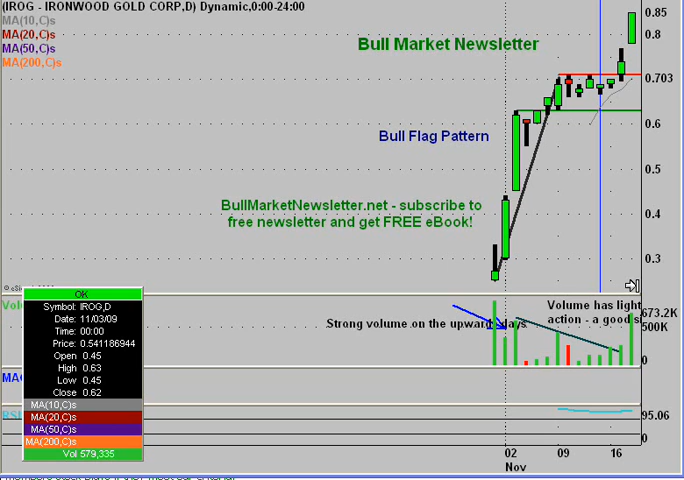 (IROG - IRONWOOD GOLD CORP,D) Dynamic,0:00-24:00
MA(10,C)s
MA(20,C)s
MA(50,C)s
MA(200,C)s
0.85
0.8
Bull Market Newsletter
0.703
Bull Flag Pattern
0.6
0.5
BullMarketNewsletter.net - subscribe to
free newsletter and get FREE eBook!
0.4
0.3
OK
Symbol: IROG,D
Date: 11/03/09
Time: 00:00
Price: 0.541186944
Open 0.45
High 0.63
Low 0.45
Close 0.62
MA(10,C)s
MA(20,C)s
MA(50,C)s
MA(200,C)s
Vol 579,335
Strong volume on the upward days
Volume has light
action - a good s
673.2K
500K
0
95.06
0
02
09
16
Nov